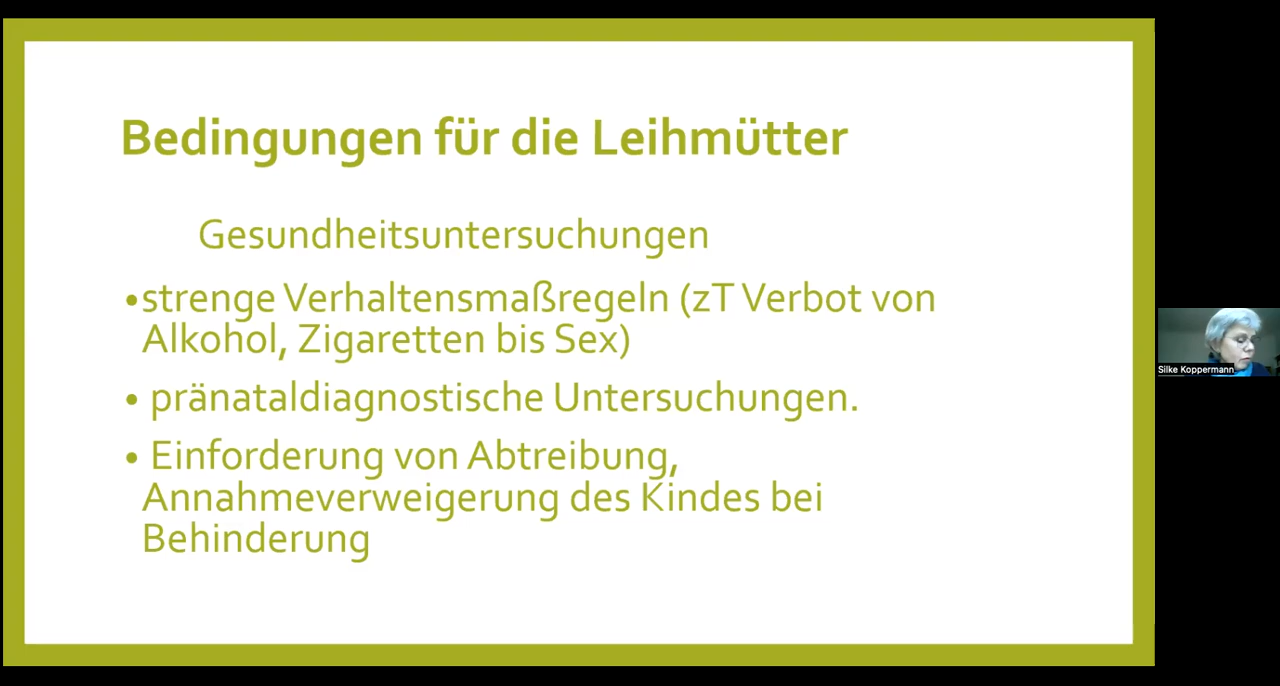 Bedingungen für die Leihmütter
Gesundheitsuntersuchungen
•strenge Verhaltensmaßregeln (zT Verbot von
Alkohol, Zigaretten bis Sex)
• pränataldiagnostische Untersuchungen.
• Einforderung von Abtreibung,
Annahmeverweigerung des Kindes bei
Behinderung
Silke Koppermann